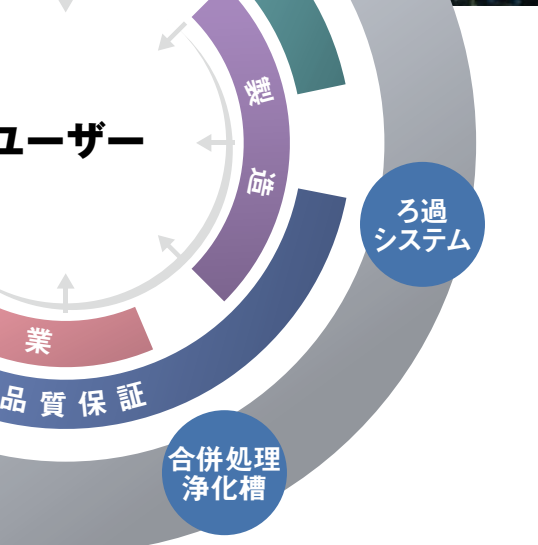 製造
ユーザー
ろ過
システム
業
品質保証
合併処理
浄化槽